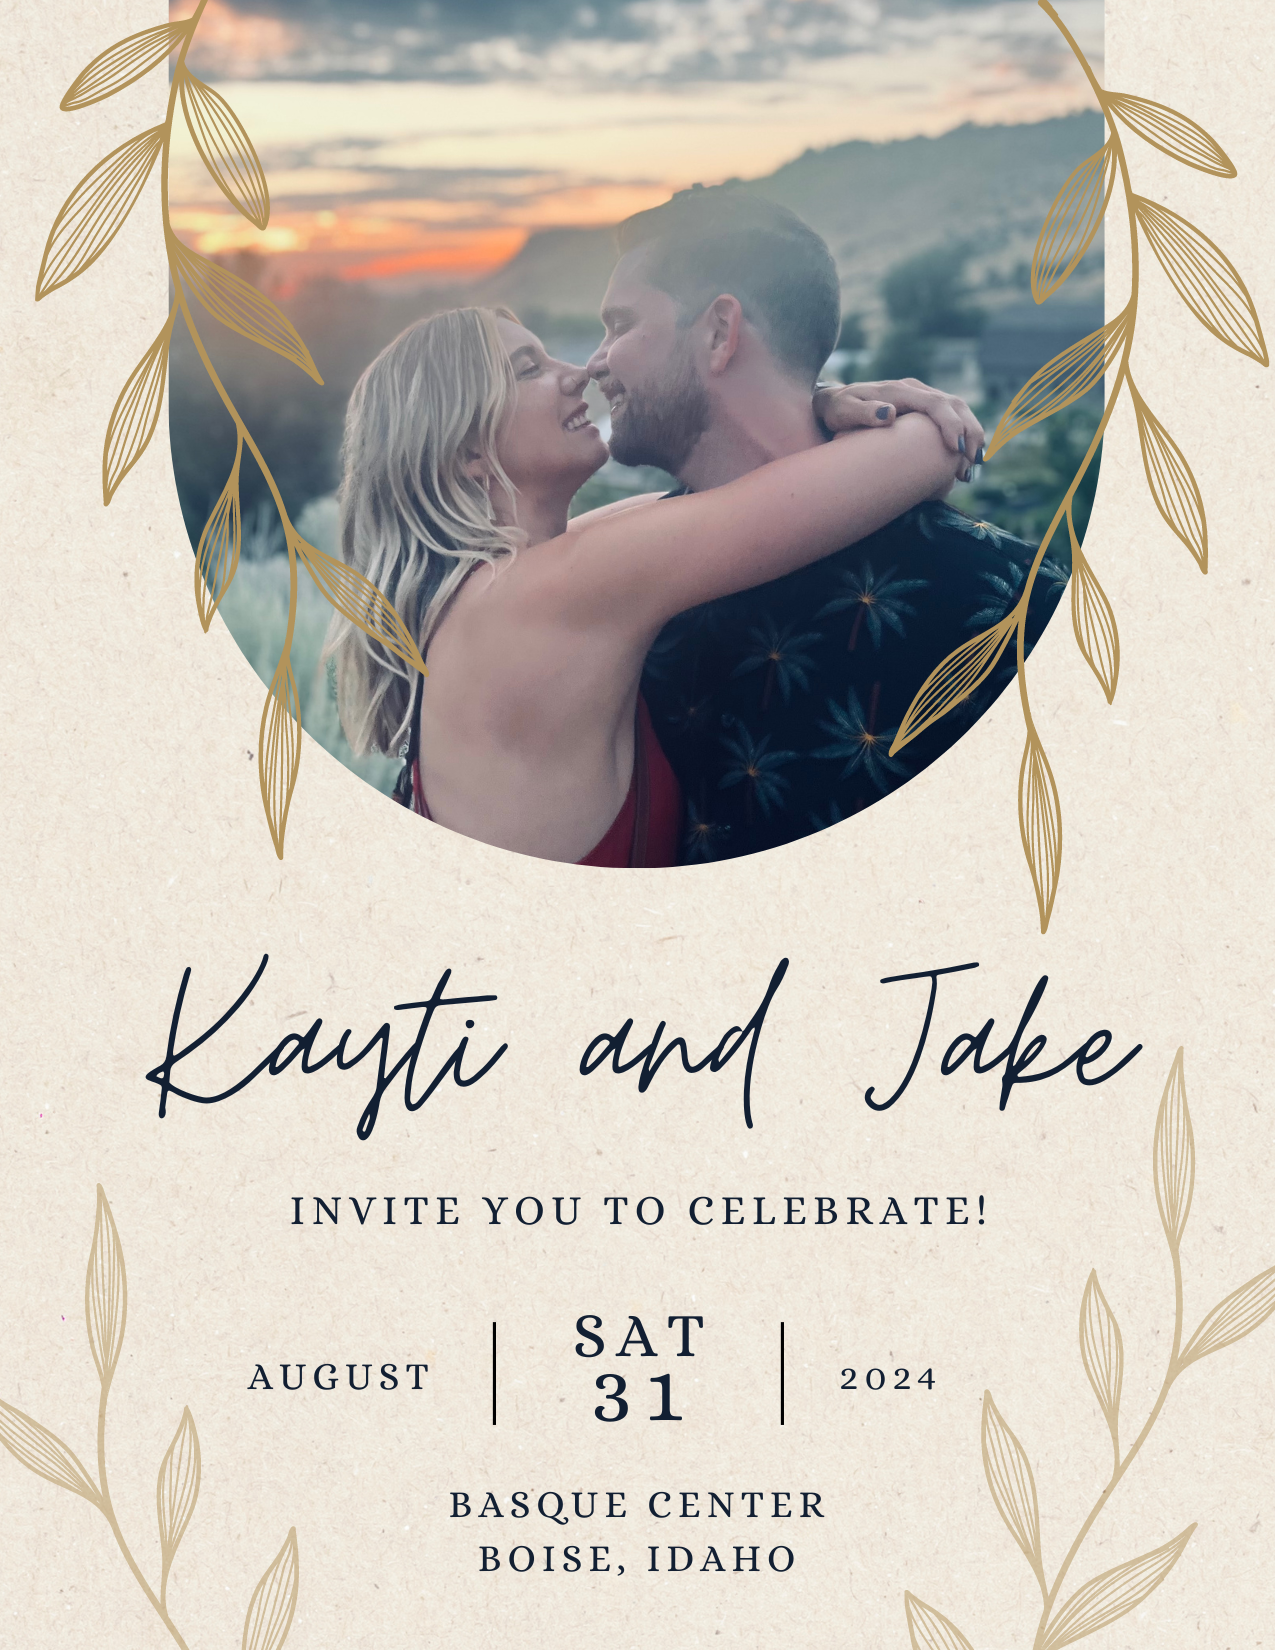 Kayti and Jake
INVITE YOU TO CELEBRATE!
AUGUST
SAT
31
2024
BASQUE CENTER
BOISE, IDAHO